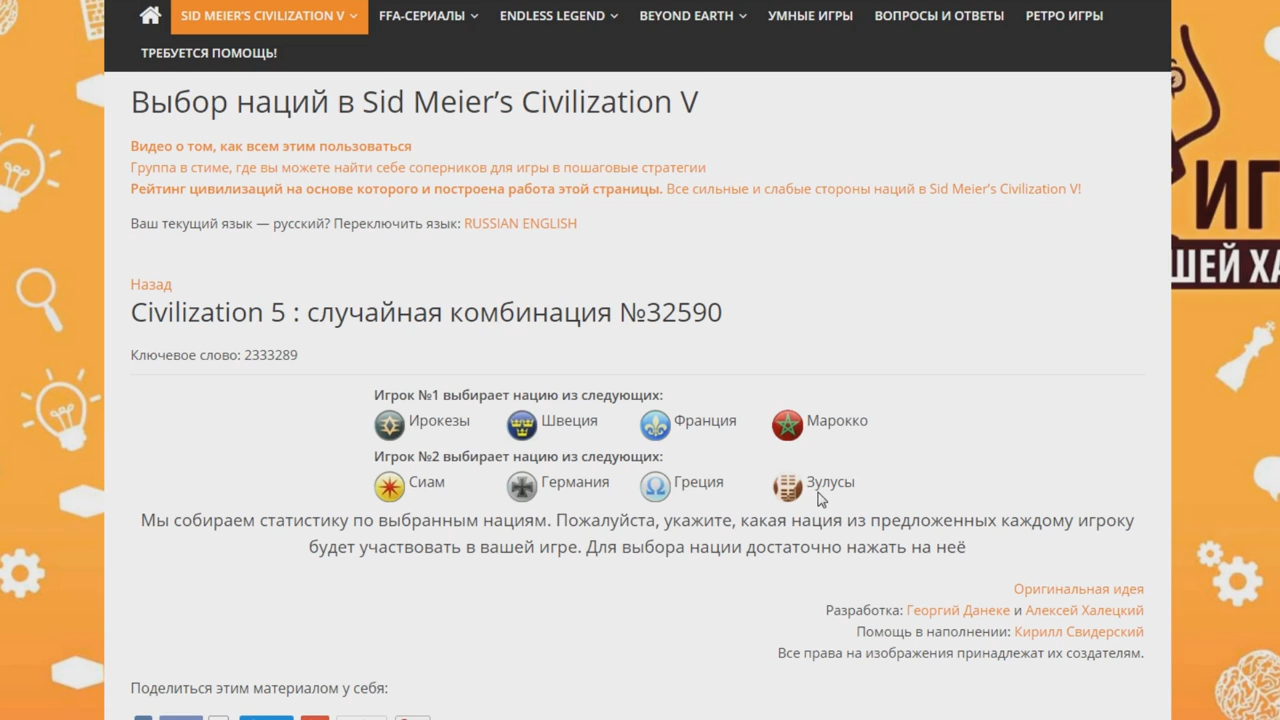 SID MEIER'S CIVILIZATION V FFA-СЕРИАЛЫ ENDLESS LEGEND BEYOND EARTH УМНЫЕ ИГРЫ ВОПРОСЫ И ОТВЕТЫ РЕТРО ИГРЫ
ТРЕБУЕТСЯ ПОМОЩЬ!
Выбор наций в Sid Meier’s Civilization V
Видео о том, как всем этим пользоваться
Группа в стиме, где вы можете найти себе соперников для игры в пошаговые стратегии
Рейтинг цивилизаций на основе которого и построена работа этой страницы. Все сильные и слабые стороны наций в Sid Meier’s Civilization V!
Ваш текущий язык — русский? Переключить язык: RUSSIAN ENGLISH
Назад
Civilization 5 : случайная комбинация №32590
Ключевое слово: 2333289
Игрок №1 выбирает нацию из следующих:
Ирокезы Швеция Франция Марокко
Игрок №2 выбирает нацию из следующих:
Сиам Германия Греция Зулусы
Мы собираем статистику по выбранным нациям. Пожалуйста, укажите, какая нация из предложенных каждому игроку
будет участвовать в вашей игре. Для выбора нации достаточно нажать на неё
Оригинальная идея
Разработка: Георгий Данеке и Алексей Халецкий
Помощь в наполнении: Кирилл Свидерский
Все права на изображения принадлежат их создателям.
Поделиться этим материалом у себя:
ИГ
ШЕЙ ХА